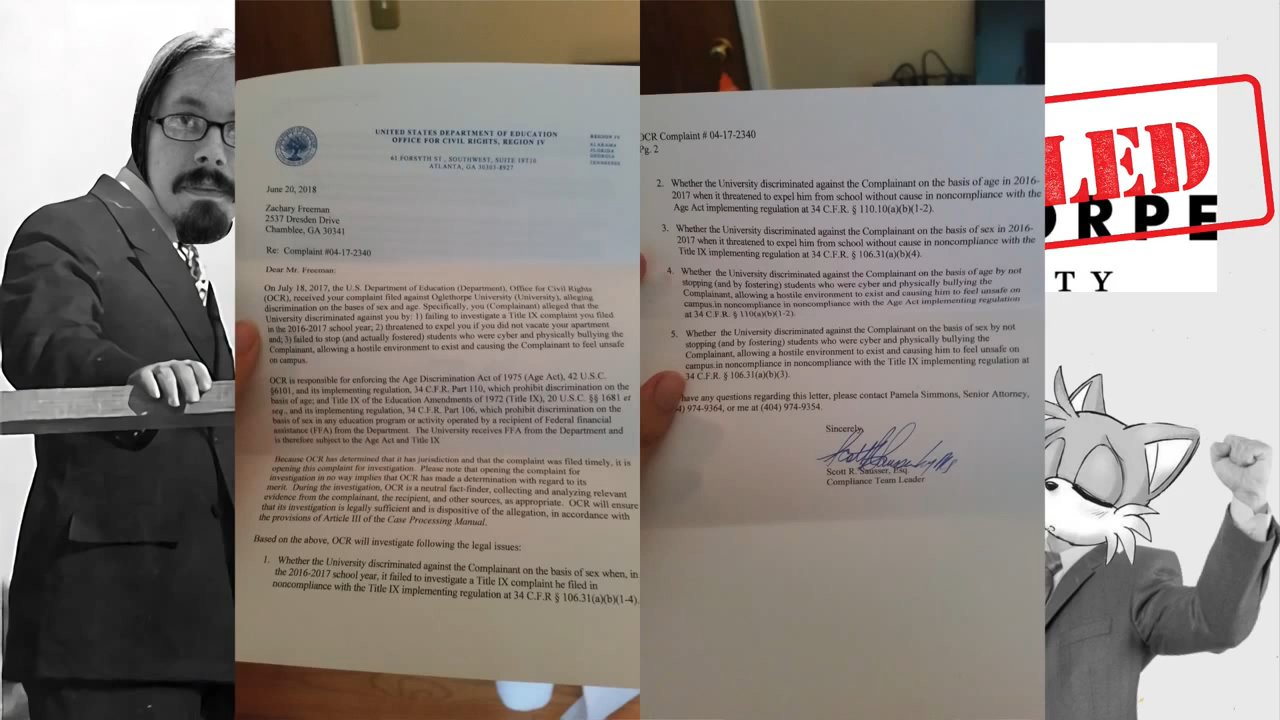 UNITED STATES DEPARTMENT OF EDUCATION
OFFICE FOR CIVIL RIGHTS, REGION IV
REGION IV
ALABAMA
FLORIDA
GEORGIA
TENNESSEE
61 FORSYTH ST., SOUTHWEST, SUITE 19T10
ATLANTA, GA 30303-8927
June 20, 2018
Zachary Freeman
2537 Dresden Drive
Chamblee, GA 30341
Re: Complaint #04-17-2340
Dear Mr. Freeman:
On July 18, 2017, the U.S. Department of Education (Department), Office for Civil Rights
(OCR), received your complaint filed against Oglethorpe University (University), alleging
discrimination on the bases of sex and age. Specifically, you (Complainant) alleged that the
University discriminated against you by: 1) failing to investigate a Title IX complaint you filed
in the 2016-2017 school year; 2) threatened to expel you if you did not vacate your apartment
and; 3) failed to stop (and actually fostered) students who were cyber and physically bullying the
Complainant, allowing a hostile environment to exist and causing the Complainant to feel unsafe
on campus.
OCR is responsible for enforcing the Age Discrimination Act of 1975 (Age Act), 42 U.S.C.
§6101, and its implementing regulation, 34 C.F.R. Part 110, which prohibit discrimination on the
basis of age; and Title IX of the Education Amendments of 1972 (Title IX), 20 U.S.C. §§ 1681 et
seq., and its implementing regulation, 34 C.F.R. Part 106, which prohibit discrimination on the
basis of sex in any education program or activity operated by a recipient of Federal financial
assistance (FFA) from the Department. The University receives FFA from the Department and
is therefore subject to the Age Act and Title IX
Because OCR has determined that it has jurisdiction and that the complaint was filed timely, it is
opening this complaint for investigation. Please note that opening the complaint for
investigation in no way implies that OCR has made a determination with regard to its
merit. During the investigation, OCR is a neutral fact-finder, collecting and analyzing relevant
evidence from the complainant, the recipient, and other sources, as appropriate. OCR will ensure
that its investigation is legally sufficient and is dispositive of the allegation, in accordance with
the provisions of Article III of the Case Processing Manual.
Based on the above, OCR will investigate following the legal issues:
1. Whether the University discriminated against the Complainant on the basis of sex when, in
the 2016-2017 school year, it failed to investigate a Title IX complaint he filed in
noncompliance with the Title IX implementing regulation at 34 C.F.R § 106.31(a)(b)(1-4).
OCR Complaint # 04-17-2340
Pg. 2
2. Whether the University discriminated against the Complainant on the basis of age in 2016-
2017 when it threatened to expel him from school without cause in noncompliance with the
Age Act implementing regulation at 34 C.F.R. § 110.10(a)(b)(1-2).
3. Whether the University discriminated against the Complainant on the basis of sex in 2016-
2017 when it threatened to expel him from school without cause in noncompliance with the
Title IX implementing regulation at 34 C.F.R. § 106.31(a)(b)(4).
4. Whether the University discriminated against the Complainant on the basis of age by not
stopping (and by fostering) students who were cyber and physically bullying the
Complainant, allowing a hostile environment to exist and causing him to feel unsafe on
campus.in noncompliance in noncompliance with the Age Act implementing regulation
at 34 C.F.R. § 110(a)(b)(1-2).
5. Whether the University discriminated against the Complainant on the basis of sex by not
stopping (and by fostering) students who were cyber and physically bullying the
Complainant, allowing a hostile environment to exist and causing him to feel unsafe on
campus.in noncompliance in noncompliance with the Title IX implementing regulation at
34 C.F.R. § 106.31(a)(b)(3).
have any questions regarding this letter, please contact Pamela Simmons, Senior Attorney,
4) 974-9364, or me at (404) 974-9354.
Sincerely,
Scott R. Sausser, Esq.
Compliance Team Leader
LED
ORPE
ITY